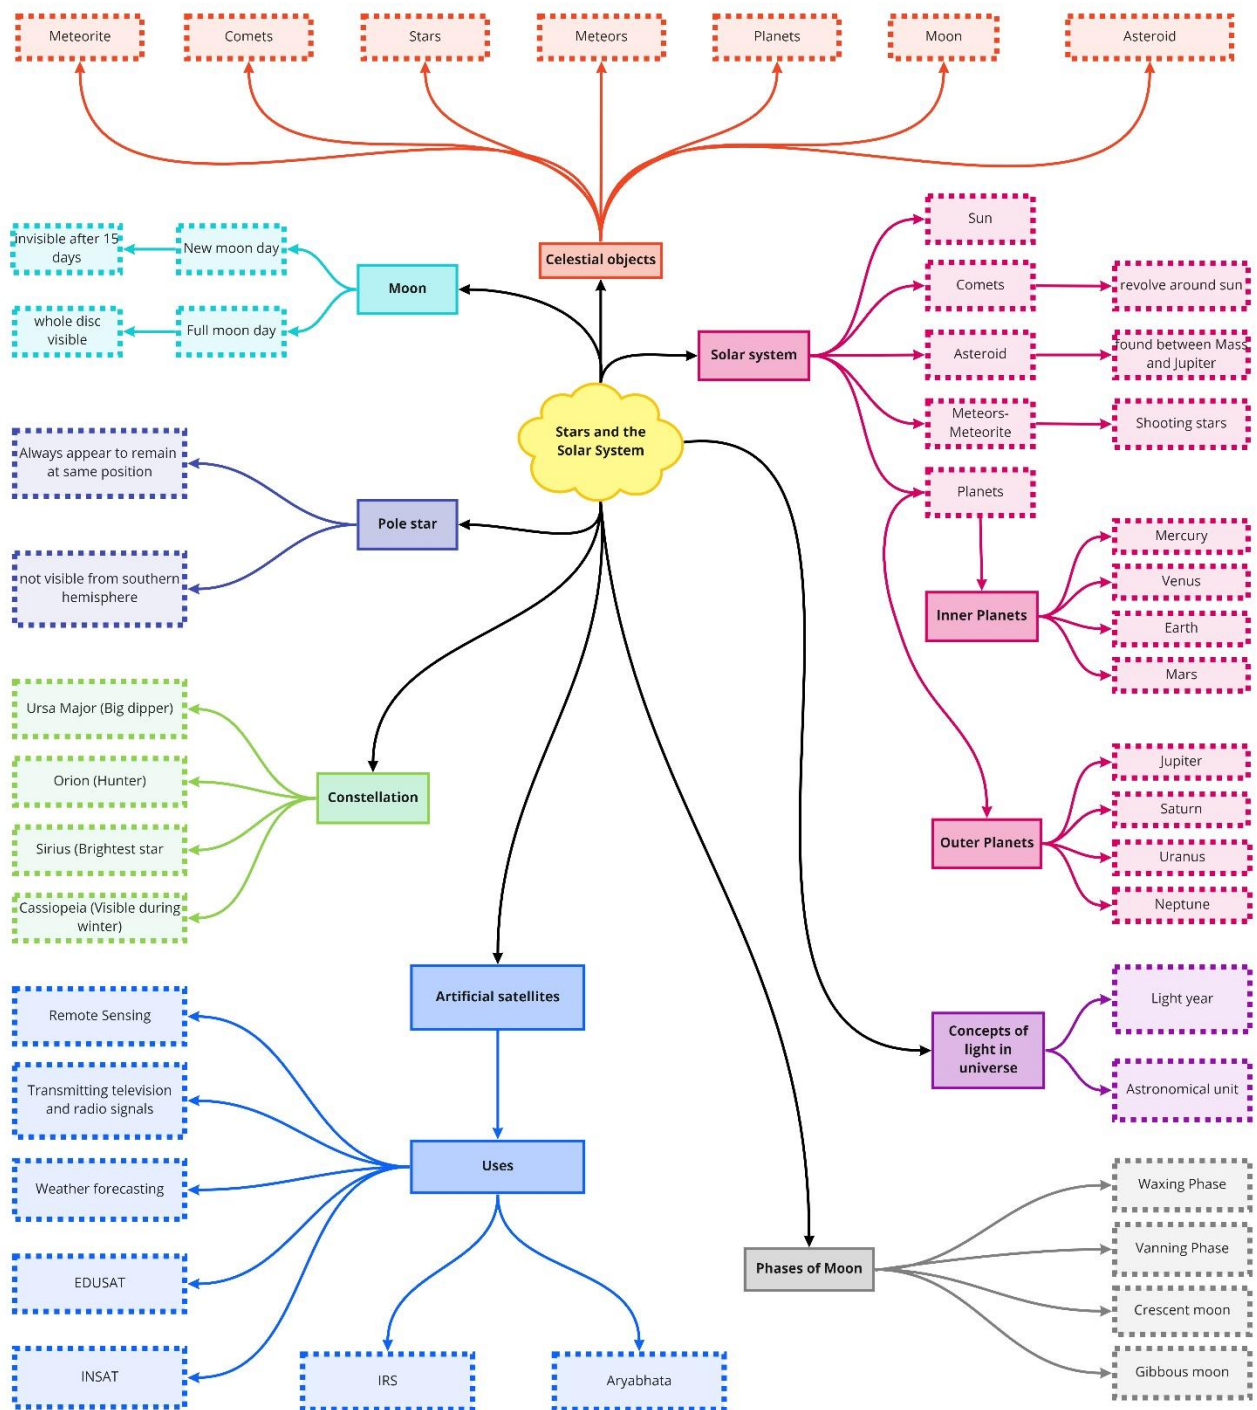 Meteorite
Comets
Stars
Meteors
Planets
Moon
Asteroid
Celestial objects
invisible after 15
days
New moon day
Moon
whole disc
visible
Full moon day
Sun
Comets
revolve around sun
Solar system
Asteroid
found between Mass
and Jupiter
Meteors-
Meteorite
Shooting stars
Planets
Stars and the
Solar System
Always appear to remain
at same position
Pole star
not visible from southern
hemisphere
Inner Planets
Mercury
Venus
Earth
Mars
Ursa Major (Big dipper)
Orion (Hunter)
Constellation
Sirius (Brightest star
Cassiopeia (Visible during
winter)
Outer Planets
Jupiter
Saturn
Uranus
Neptune
Artificial satellites
Remote Sensing
Transmitting television
and radio signals
Weather forecasting
Uses
EDUSAT
INSAT
IRS
Aryabhata
Concepts of
light in
universe
Light year
Astronomical unit
Phases of Moon
Waxing Phase
Vanning Phase
Crescent moon
Gibbous moon